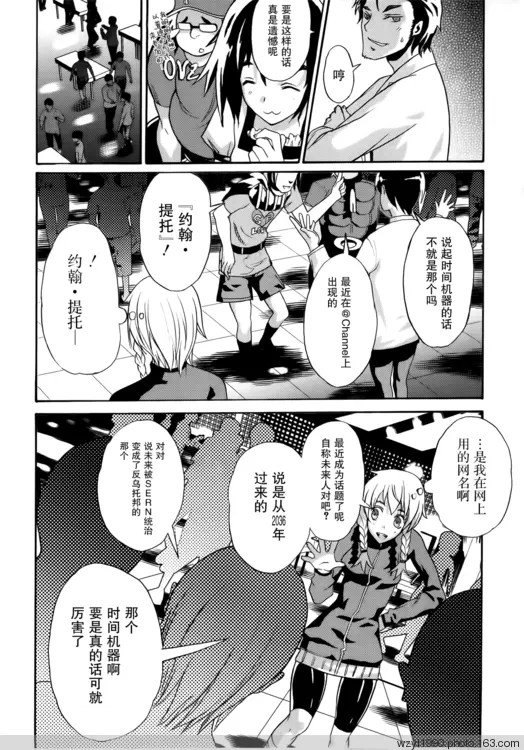 哼
要是这样的话
真是遗憾呢
OVE
说起时间机器的话
不就是那个吗
最近在@Channel上
出现的
『约翰·
提托』!
!
约翰·提托—
…是我在网上
用的网名啊
最近成为话题了呢
自称未来人对吧?
说是从2036年
过来的
对对
说未来被SERN统治
变成了反乌托邦的
那个
那个
时间机器啊
要是真的话可就
厉害了
http://wzyd1990.photo.163.com